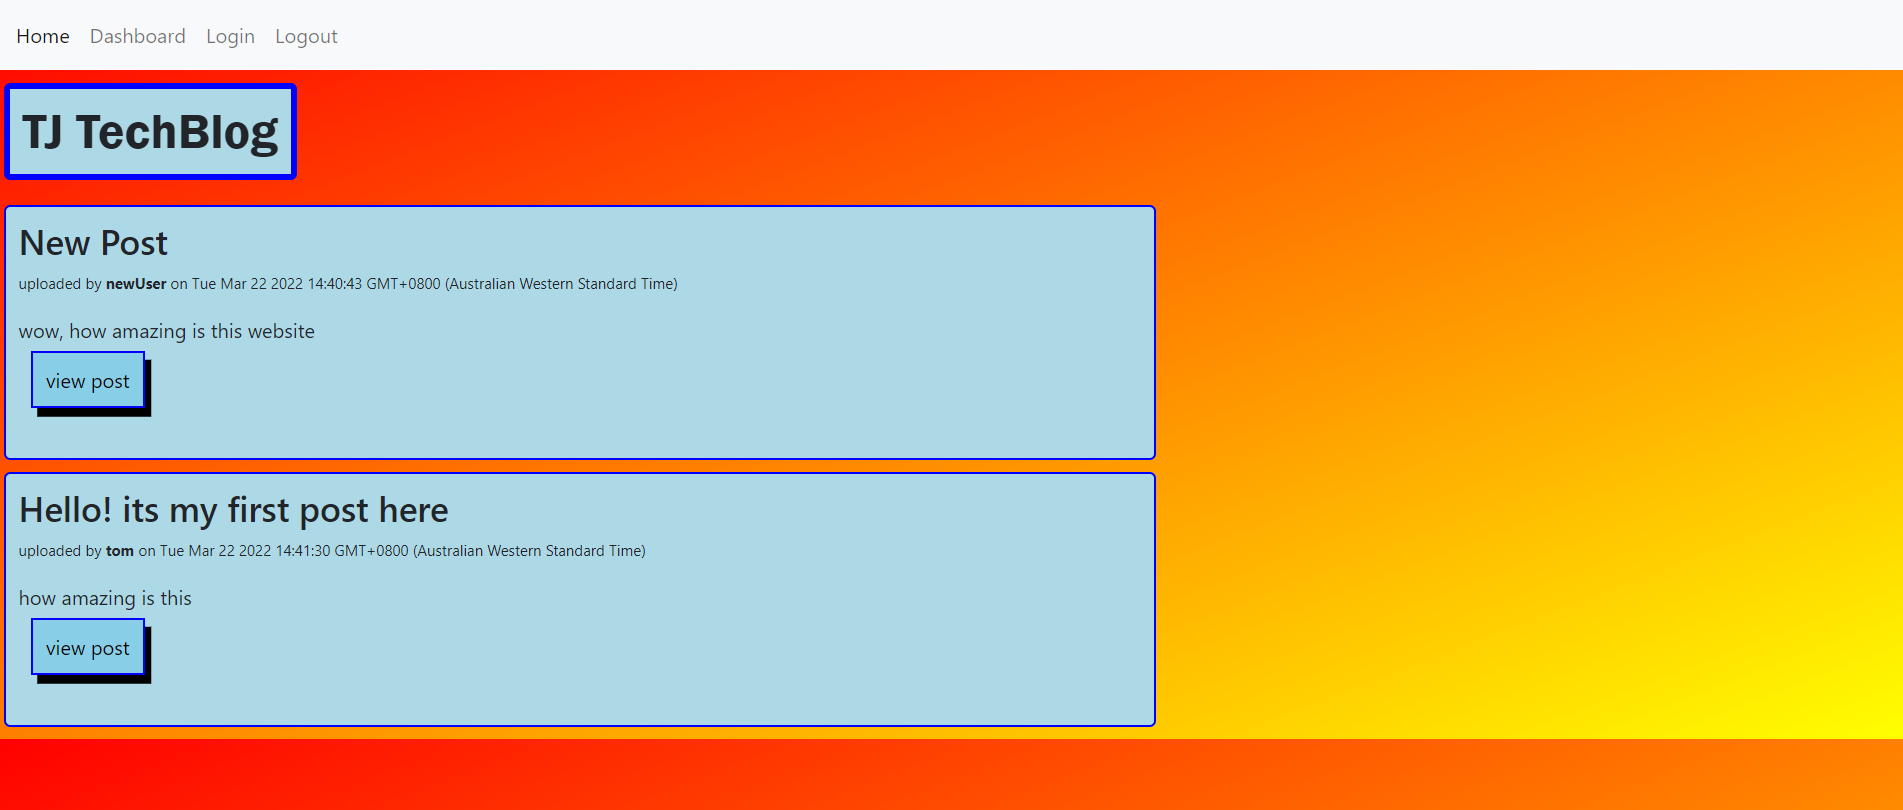 Home Dashboard Login Logout
TJ TechBlog
New Post
uploaded by newUser on Tue Mar 22 2022 14:40:43 GMT+0800 (Australian Western Standard Time)
wow, how amazing is this website
view post
Hello! its my first post here
uploaded by tom on Tue Mar 22 2022 14:41:30 GMT+0800 (Australian Western Standard Time)
how amazing is this
view post